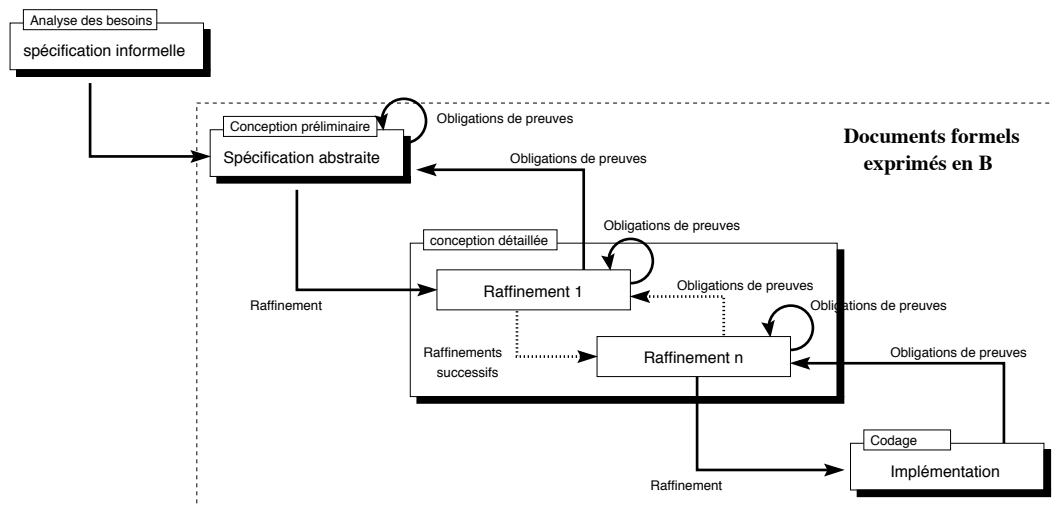 Analyse des besoins
spécification informelle
Conception préliminaire
Spécification abstraite
Obligations de preuves
Documents formels
exprimés en B
Obligations de preuves
Obligations de preuves
conception détaillée
Raffinement 1
Obligations de preuves
Raffinement
Obligations de preuves
Raffinements
successifs
Raffinement n
Obligations de preuves
Codage
Implémentation
Raffinement